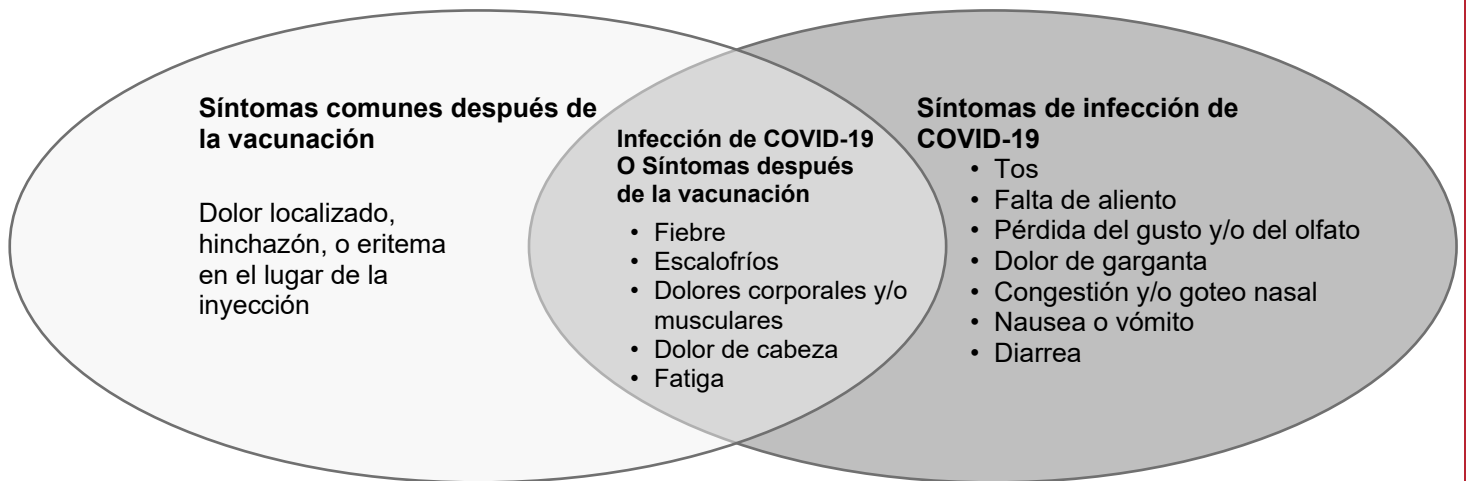 Síntomas comunes después de
la vacunación
Dolor localizado,
hinchazón, o eritema
en el lugar de la
inyección
Infección de COVID-19
O Síntomas después
de la vacunación
• Fiebre
• Escalofríos
• Dolores corporales y/o
musculares
• Dolor de cabeza
• Fatiga
Síntomas de infección de
COVID-19
• Tos
• Falta de aliento
• Pérdida del gusto y/o del olfato
• Dolor de garganta
• Congestión y/o goteo nasal
• Nausea o vómito
• Diarrea